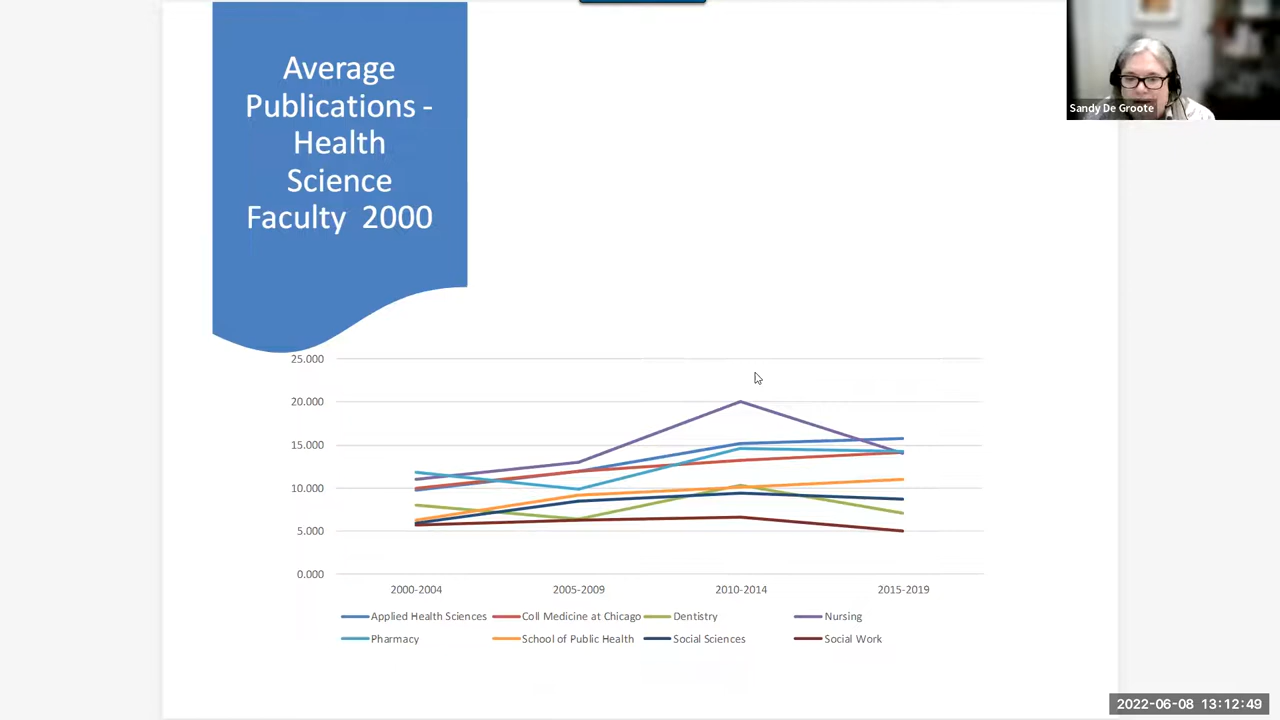 Average
Publications -
Health
Science
Faculty 2000
Sandy De Groote
25.000
20.000
15.000
10.000
5.000
0.000
2000-2004 2005-2009 2010-2014 2015-2019
Applied Health Sciences Coll Medicine at Chicago Dentistry Nursing
Pharmacy School of Public Health Social Sciences Social Work
2022-06-08 13:12:49